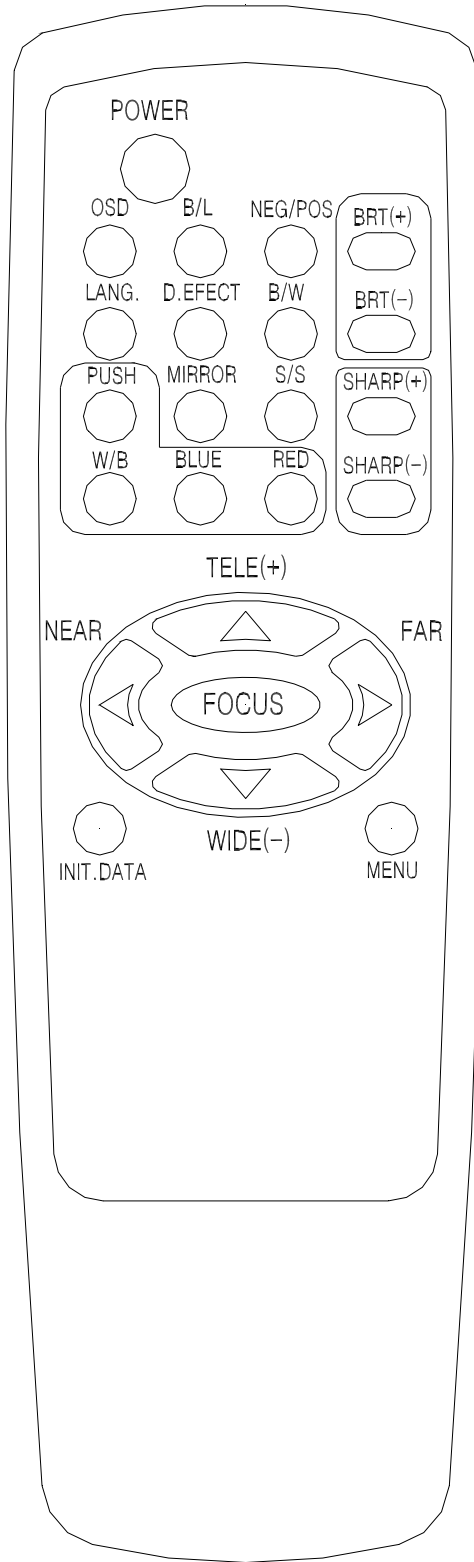 POWER
OSD B/L NEG/POS BRT(+)
LANG. D.EFECT B/W BRT(-)
PUSH MIRROR S/S SHARP(+)
W/B BLUE RED SHARP(-)
TELE(+)
NEAR FAR
FOCUS
WIDE(-)
INIT.DATA MENU